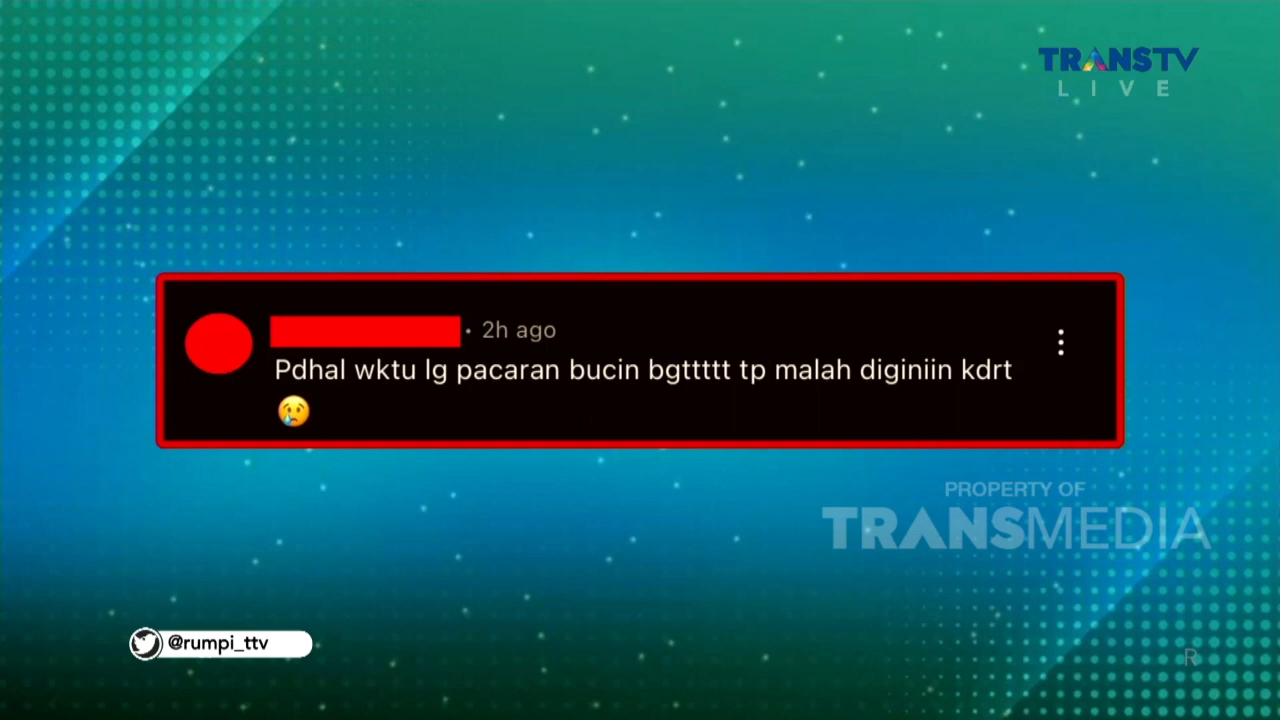 TRANSTV
LIVE
• 2h ago
Pdhal wktu lg pacaran bucin bgttttt tp malah diginiin kdrt
😢
PROPERTY OF
TRANSMEDIA
@rumpi_ttv
R